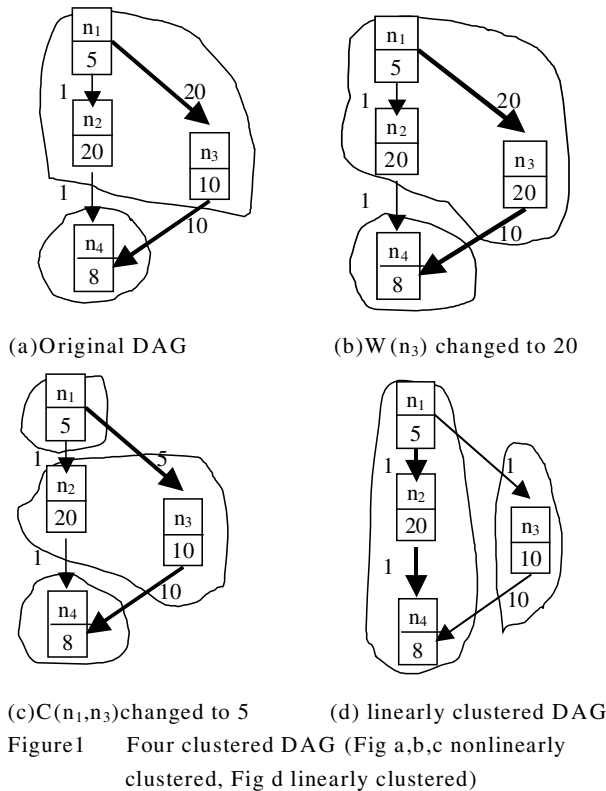 n1
5
1
20
n2
20
n3
10
1
10
n4
8
(a)Original DAG
n1
5
1
20
n2
20
n3
20
1
10
n4
8
(b)W(n3) changed to 20
n1
5
1
5
n2
20
n3
10
1
10
n4
8
(c)C(n1,n3)changed to 5
n1
5
1
1
n2
20
n3
10
1
10
n4
8
(d) linearly clustered DAG
Figure1 Four clustered DAG (Fig a,b,c nonlinearly
clustered, Fig d linearly clustered)